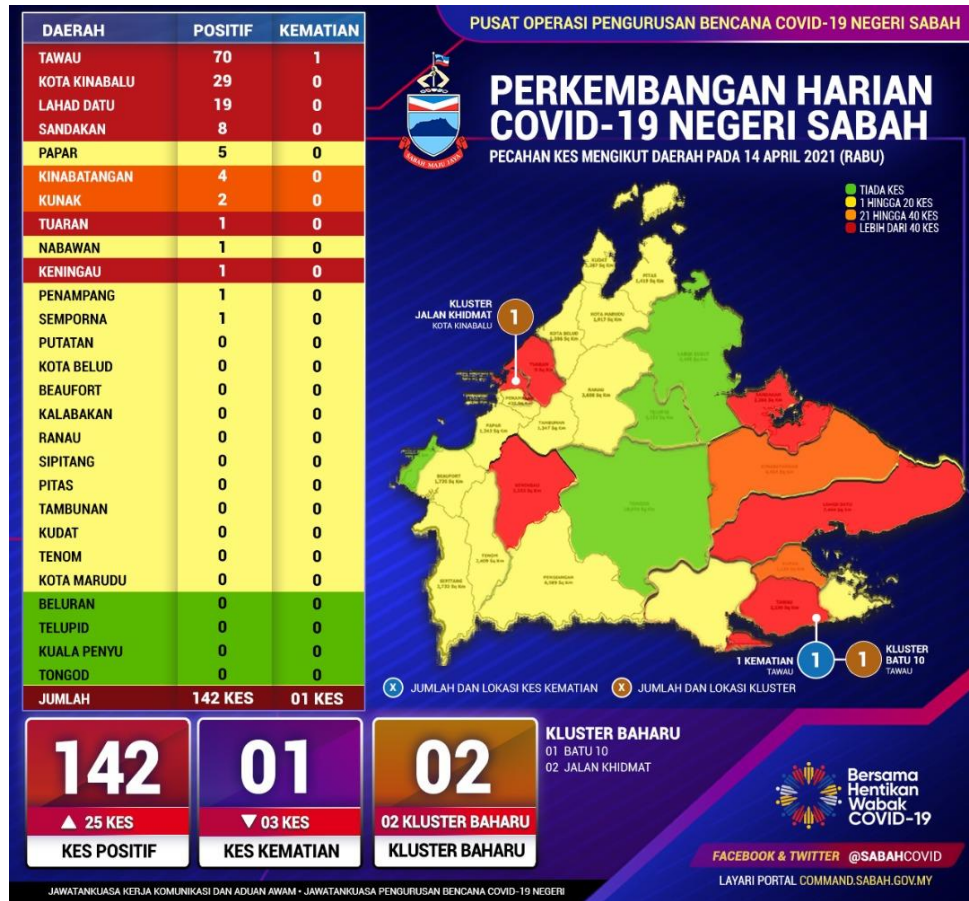 PUSAT OPERASI PENGURUSAN BENCANA COVID-19 NEGERI SABAH
PERKEMBANGAN HARIAN
COVID-19 NEGERI SABAH
PECAHAN KES MENGIKUT DAERAH PADA 14 APRIL 2021 (RABU)
SABAH MAJU JAYA
DAERAH POSITIF KEMATIAN
TAWAU 70 1
KOTA KINABALU 29 0
LAHAD DATU 19 0
SANDAKAN 8 0
PAPAR 5 0
KINABATANGAN 4 0
KUNAK 2 0
TUARAN 1 0
NABAWAN 1 0
KENINGAU 1 0
PENAMPANG 1 0
SEMPORNA 1 0
PUTATAN 0 0
KOTA BELUD 0 0
BEAUFORT 0 0
KALABAKAN 0 0
RANAU 0 0
SIPITANG 0 0
PITAS 0 0
TAMBUNAN 0 0
KUDAT 0 0
TENOM 0 0
KOTA MARUDU 0 0
BELURAN 0 0
TELUPID 0 0
KUALA PENYU 0 0
TONGOD 0 0
JUMLAH 142 KES 01 KES
TIADA KES
1 HINGGA 20 KES
21 HINGGA 40 KES
LEBIH DARI 40 KES
KLUSTER
JALAN KHIDMAT
KOTA KINABALU
1
1 KEMATIAN
TAWAU
1
1
KLUSTER
BATU 10
TAWAU
X JUMLAH DAN LOKASI KES KEMATIAN
X JUMLAH DAN LOKASI KLUSTER
142
25 KES
KES POSITIF
01
03 KES
KES KEMATIAN
02
02 KLUSTER BAHARU
KLUSTER BAHARU
KLUSTER BAHARU
01 BATU 10
02 JALAN KHIDMAT
Bersama
Hentikan
Wabak
COVID-19
FACEBOOK & TWITTER @SABAHCOVID
LAYARI PORTAL COMMAND.SABAH.GOV.MY
JAWATANKUASA KERJA KOMUNIKASI DAN ADUAN AWAM • JAWATANKUASA PENGURUSAN BENCANA COVID-19 NEGERI